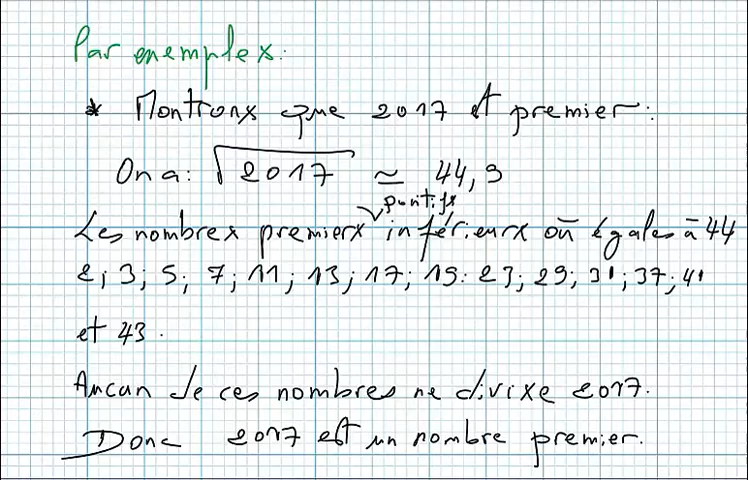 Par exemples:
* Montrons que 2017 est premier:
On a: √2017 ≃ 44,9
positifs
Les nombres premiers inférieurs où égales à 44
2; 3; 5; 7; 11; 13; 17; 19: 23; 29; 31; 37; 41
et 43.
Aucun de ces nombres ne divise 2017.
Donc 2017 est un nombre premier.